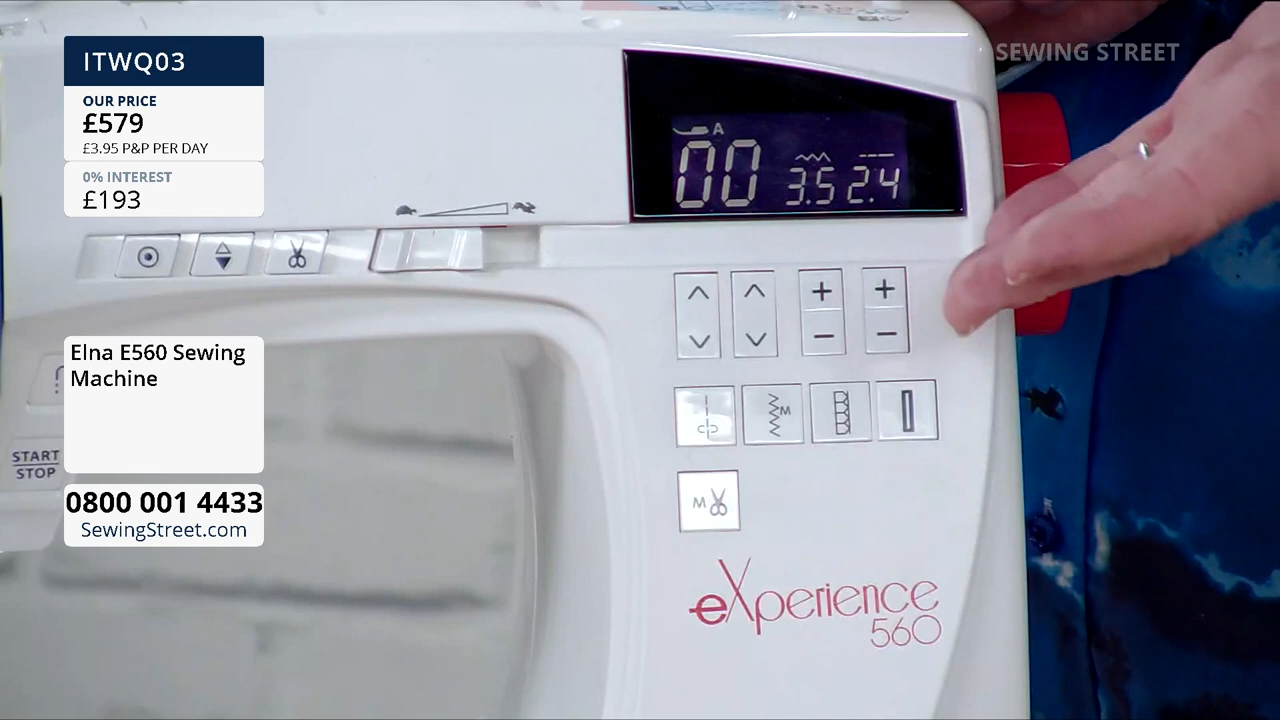 ITWQ03
OUR PRICE
£579
£3.95 P&P PER DAY
0% INTEREST
£193
Elna E560 Sewing
Machine
0800 001 4433
SewingStreet.com
SEWING STREET
A
00 3.5 2.4
START
STOP
M
M
eXperience
560